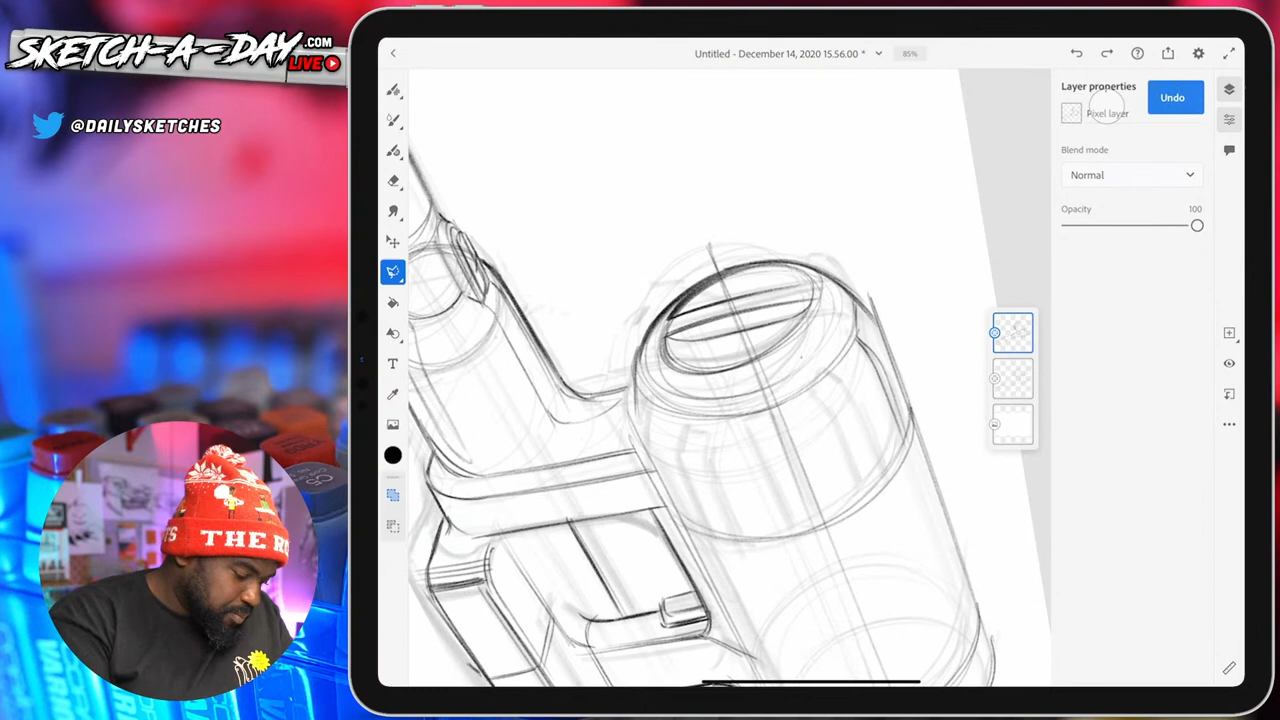 SKETCH-A-DAY.COM
LIVE
@DAILYSKETCHES
Untitled - December 14, 2020 15.56.00 *
85%
Layer properties
Pixel layer
Undo
Blend mode
Normal
Opacity
100
T
THE R